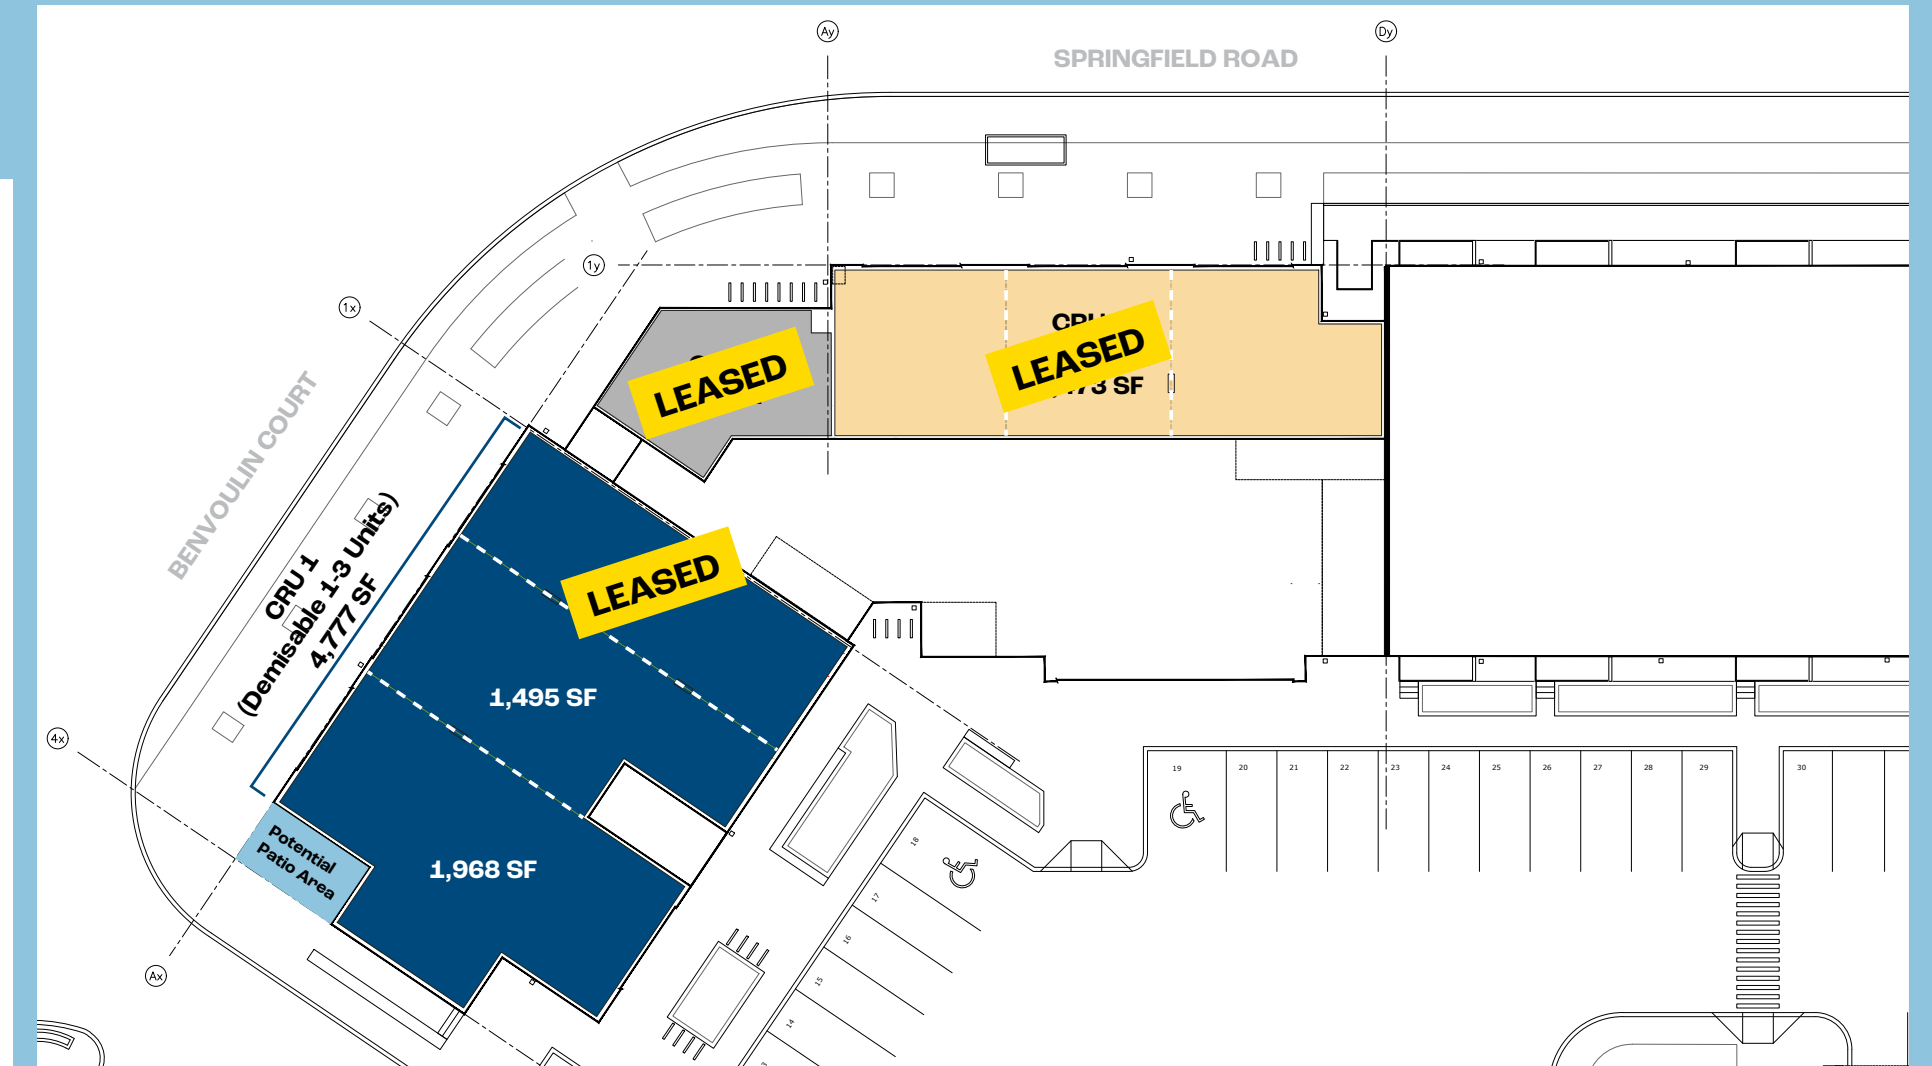 Ay
Dy
SPRINGFIELD ROAD
1y
1x
BENVOULIN COURT
LEASED
LEASED
CRU 1
(Demisable 1-3 Units)
4,777 SF
LEASED
1,495 SF
1,968 SF
Potential
Patio Area
4x
Ax
19 20 21 22 23 24 25 26 27 28 29 30
18
17
16
15
14